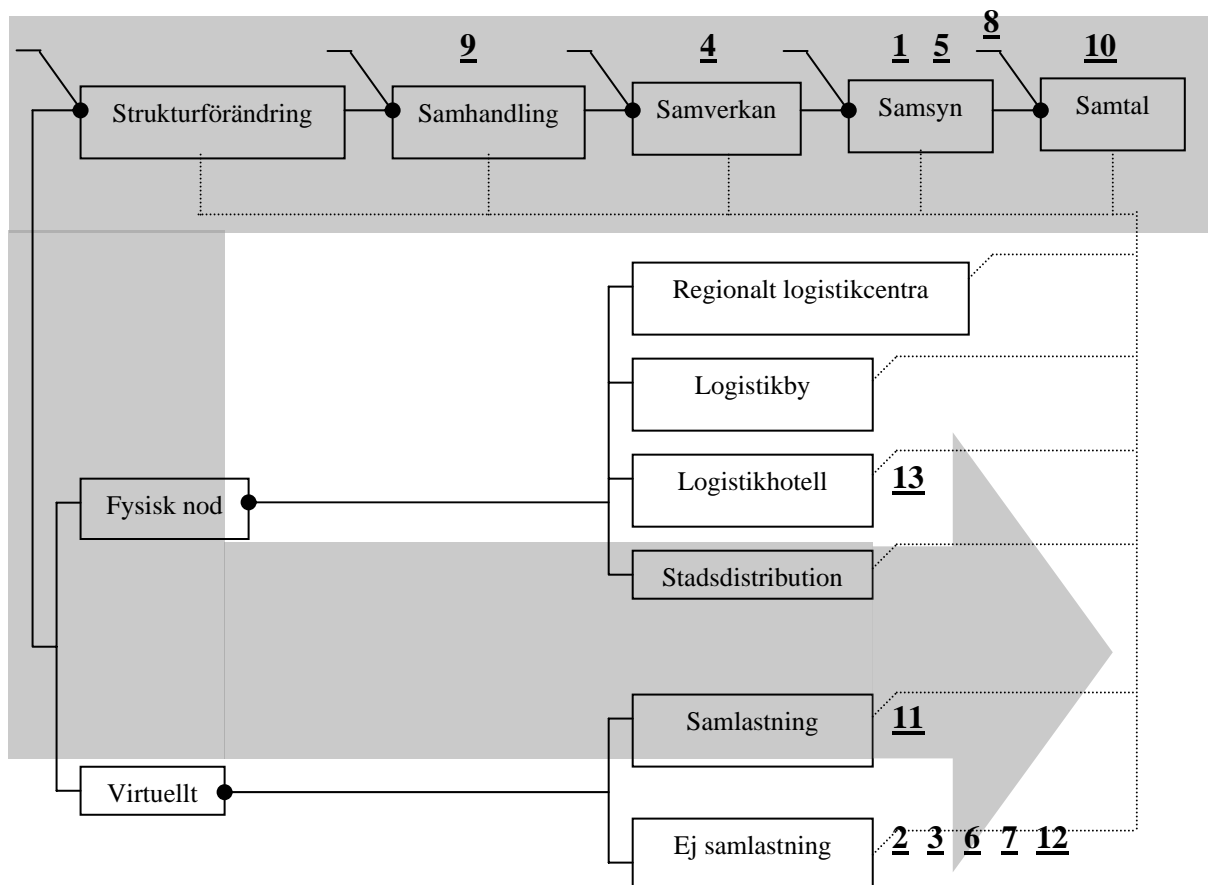 8
9 4 1 5 10
Strukturförändring Samhandling Samverkan Samsyn Samtal
Regionalt logistikcentra
Logistikby
Logistikhotell 13
Fysisk nod
Stadsdistribution
Samlastning 11
Virtuellt
Ej samlastning 2 3 6 7 12